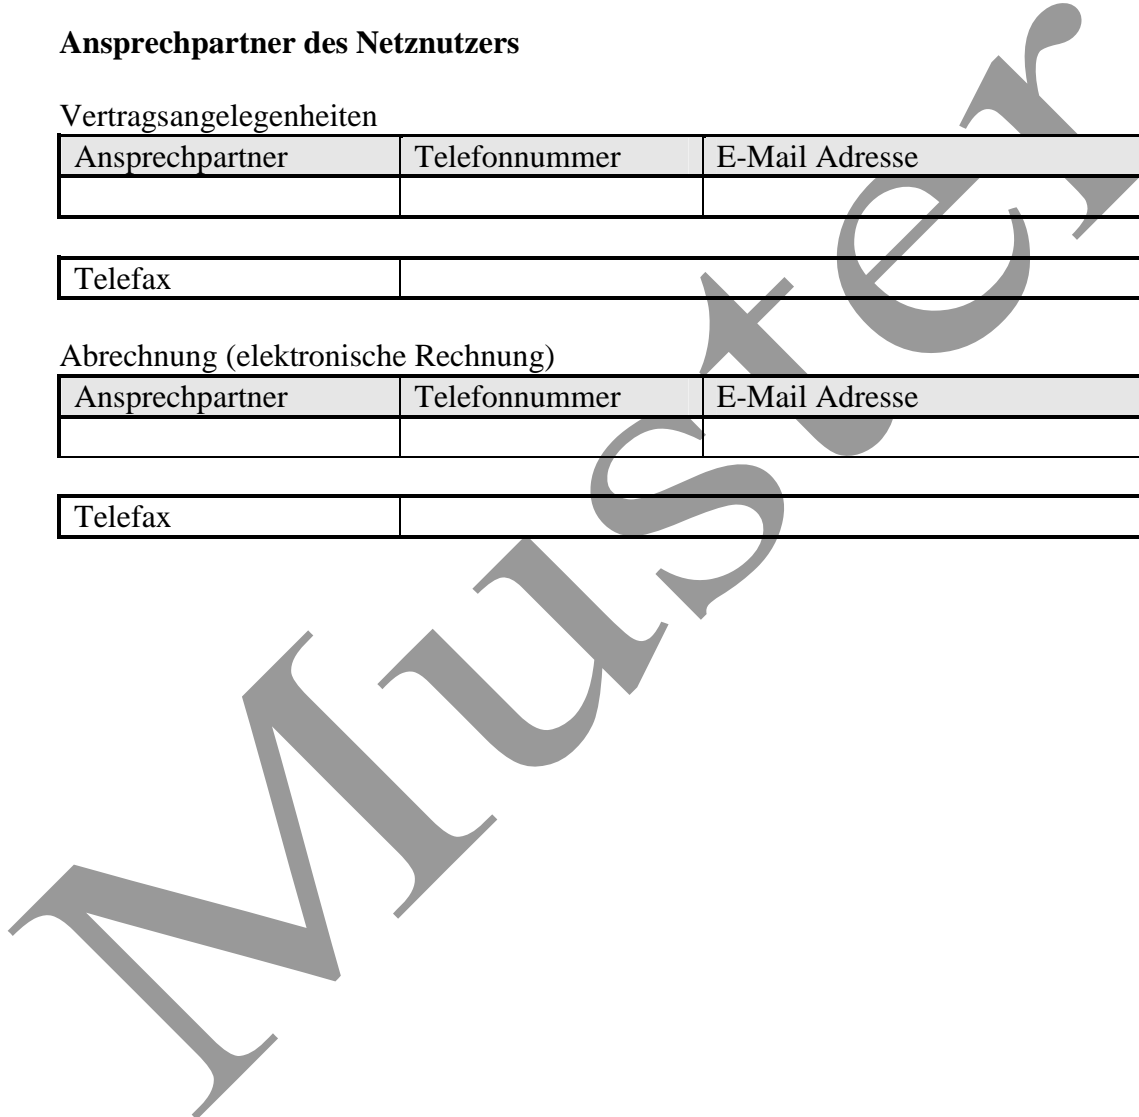 Ansprechpartner des Netznutzers
Vertragsangelegenheiten
Ansprechpartner Telefonnummer E-Mail Adresse
Telefax
Abrechnung (elektronische Rechnung)
Ansprechpartner Telefonnummer E-Mail Adresse
Telefax
Muster